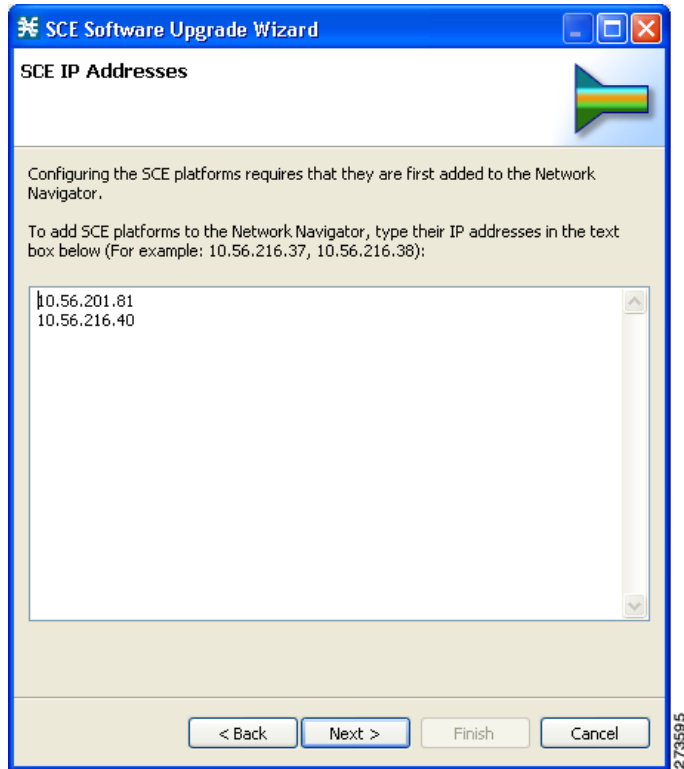 SCE Software Upgrade Wizard
SCE IP Addresses
Configuring the SCE platforms requires that they are first added to the Network
Navigator.
To add SCE platforms to the Network Navigator, type their IP addresses in the text
box below (For example: 10.56.216.37, 10.56.216.38):
10.56.201.81
10.56.216.40
< Back
Next >
Finish
Cancel
273595